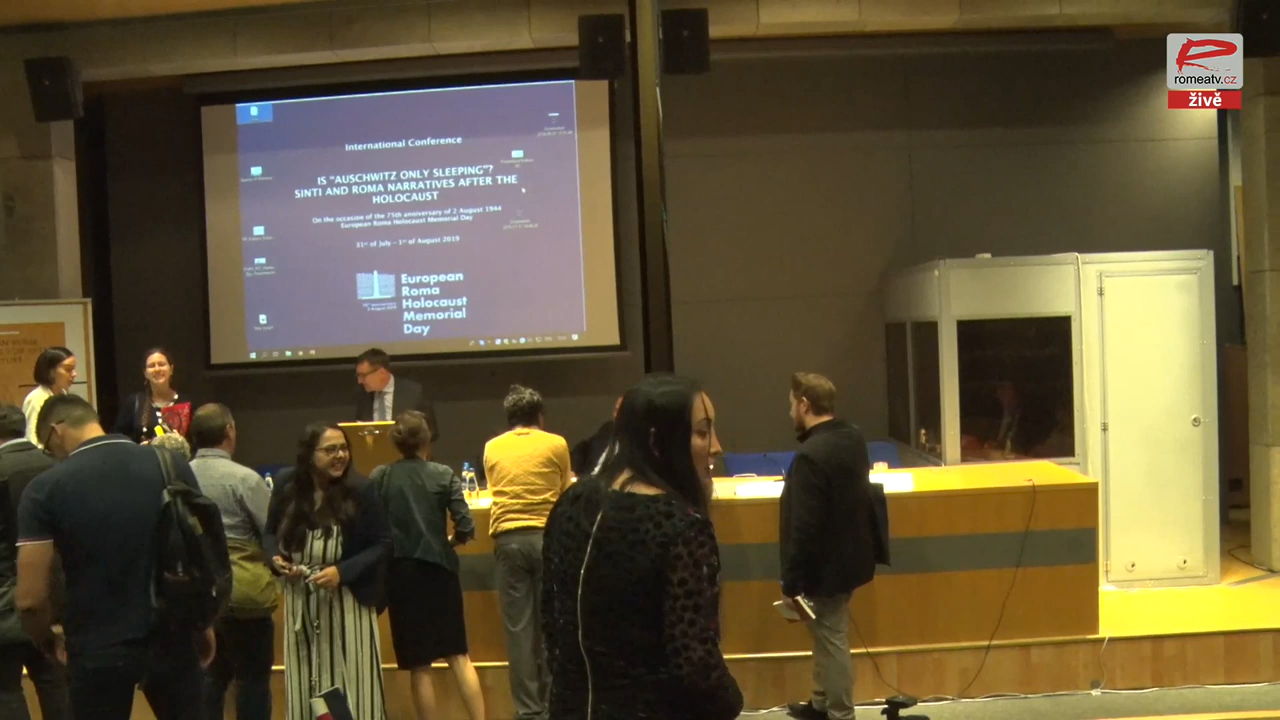 romeatv.cz
živě
International Conference
IS "AUSCHWITZ ONLY SLEEPING"?
SINTI AND ROMA NARRATIVES AFTER THE
HOLOCAUST
On the occasion of the 75th anniversary of 2 August 1944
European Roma Holocaust Memorial Day
31st of July - 1st of August 2019
European
Roma
Holocaust
Memorial
Day